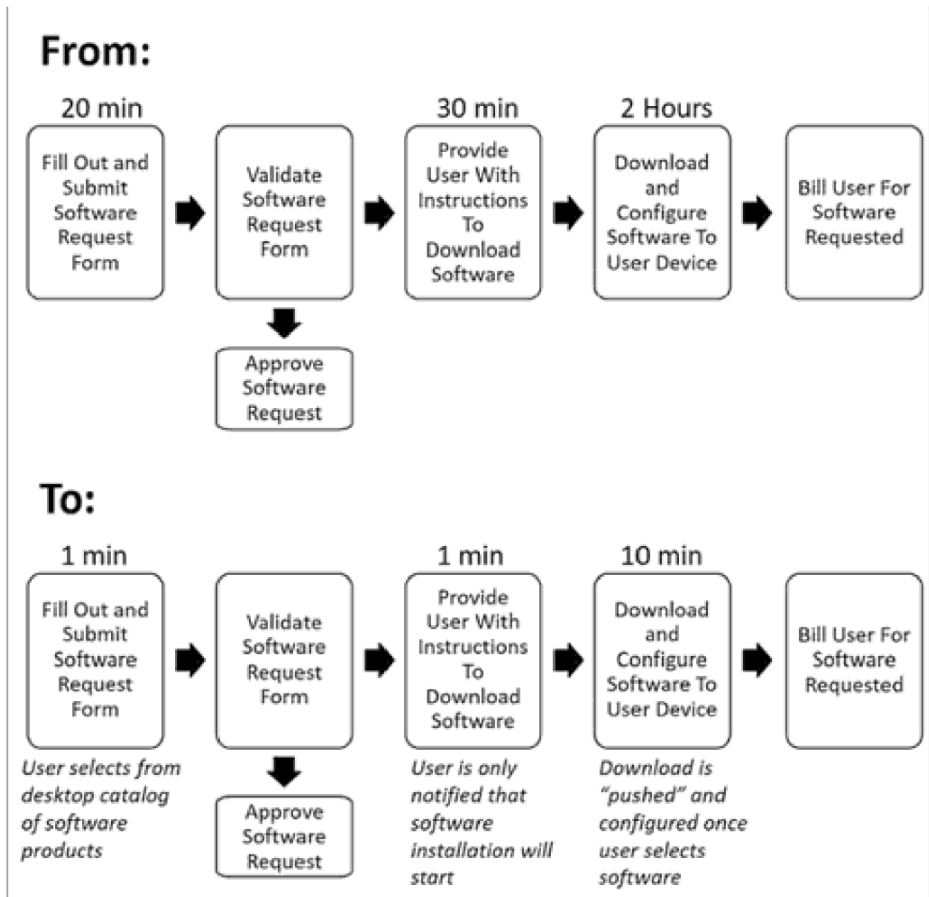 From:
20 min
30 min
2 Hours
Fill Out and
Submit
Software
Request
Form
Validate
Software
Request
Form
Provide
User With
Instructions
To
Download
Software
Download
and
Configure
Software To
User Device
Bill User For
Software
Requested
Approve
Software
Request
To:
1 min
1 min
10 min
Fill Out and
Submit
Software
Request
Form
Validate
Software
Request
Form
Provide
User With
Instructions
To
Download
Software
Download
and
Configure
Software To
User Device
Bill User For
Software
Requested
User selects from
desktop catalog
of software
products
Approve
Software
Request
User is only
notified that
software
installation will
start
Download is
“pushed” and
configured once
user selects
software